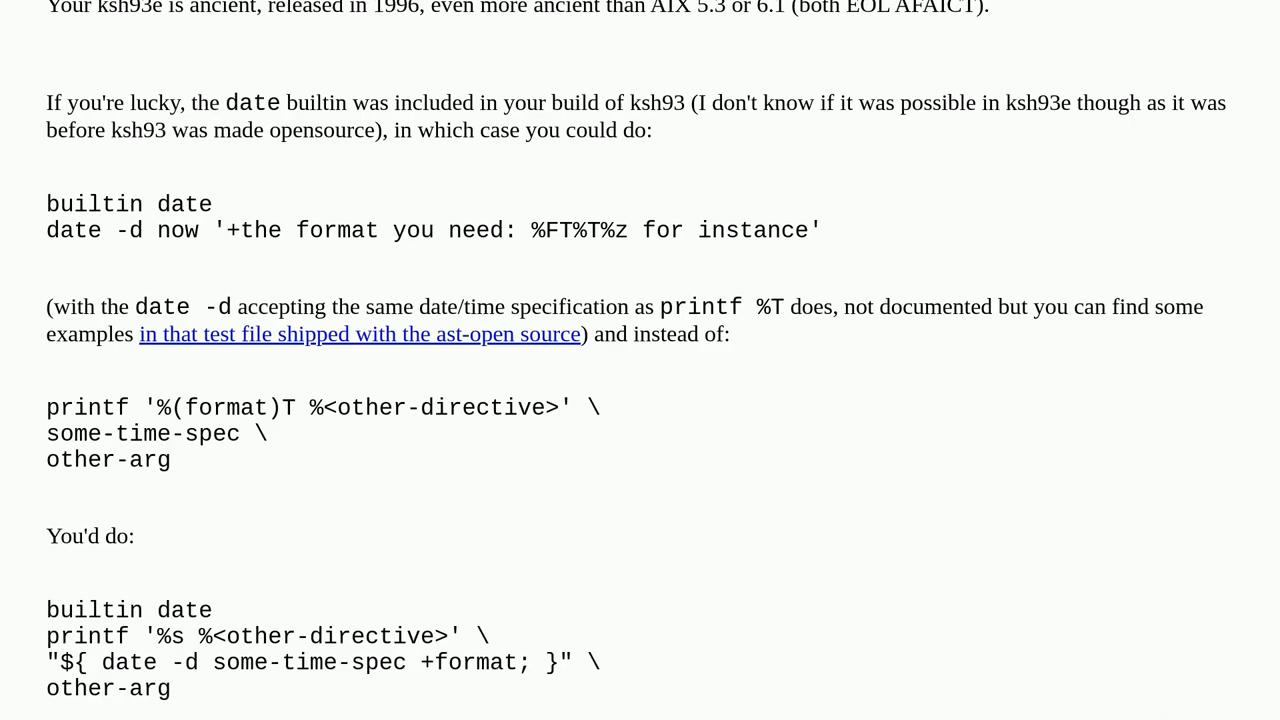 Your ksh93e is ancient, released in 1996, even more ancient than AIX 5.3 or 6.1 (both EOL AFAICT).
If you're lucky, the date builtin was included in your build of ksh93 (I don't know if it was possible in ksh93e though as it was
before ksh93 was made opensource), in which case you could do:
builtin date
date -d now '+the format you need: %FT%T%z for instance'
(with the date -d accepting the same date/time specification as printf %T does, not documented but you can find some
examples in that test file shipped with the ast-open source) and instead of:
printf '%(format)T %<other-directive>' \
some-time-spec \
other-arg
You'd do:
builtin date
printf '%s %<other-directive>' \
"${ date -d some-time-spec +format; }" \
other-arg